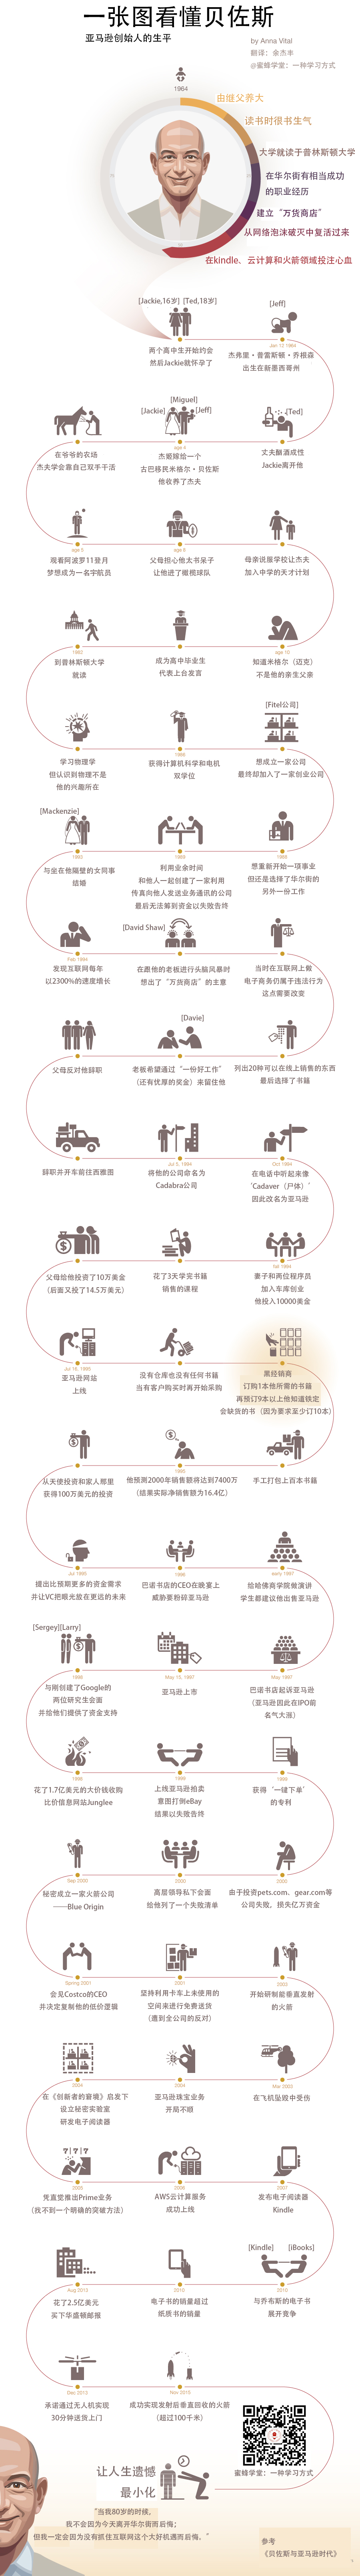 一张图看懂贝佐斯
亚马逊创始人的生平
by Anna Vital
翻译：金杰丰
@蜜蜂学堂：一种学习方式
1964
由继父养大
读书时很书生气
大学就读于普林斯顿大学
在华尔街有相当成功
的职业经历
建立“万货商店”
从网络泡沫破灭中复活过来
在kindle、云计算和火箭领域投注心血
[Jackie,16岁] [Ted,18岁]
两个高中生开始约会
然后Jackie就怀孕了
[Jeff]
Jan 12 1964
杰弗里·普雷斯顿·乔根森
出生在新墨西哥州
[Ted]
丈夫酗酒成性
Jackie离开他
[Miguel]
[Jackie]
[Jeff]
age 4
杰姬嫁给一个
古巴移民米格尔·贝佐斯
他收养了杰夫
在爷爷的农场
杰夫学会靠自己双手干活
age 5
观看阿波罗11登月
梦想成为一名宇航员
age 8
父母担心他太书呆子
让他进了橄榄球队
母亲说服学校让杰夫
加入中学的天才计划
age 10
知道米格尔（迈克）
不是他的亲生父亲
成为高中毕业生
代表上台发言
1982
到普林斯顿大学
就读
学习物理学
但认识到物理不是
他的兴趣所在
1986
获得计算机科学和电机
双学位
[Fitel公司]
想成立一家公司
最终却加入了一家创业公司
1989
想重新开始一项事业
但还是选择了华尔街的
另外一份工作
1989
利用业余时间
和他人一起创建了一家利用
传真向他人发送业务通讯的公司
最后无法筹到资金以失败告终
[Mackenzie]
1993
与坐在他隔壁的女同事
结婚
Feb 1994
发现互联网每年
以2300%的速度增长
[David Shaw]
在跟他的老板进行头脑风暴时
想出了“万货商店”的主意
当时在互联网上做
电子商务仍属于违法行为
这点需要改变
列出20种可以在线上销售的东西
最后选择了书籍
[Davie]
老板希望通过“一份好工作”
（还有优厚的奖金）来留住他
父母反对他辞职
辞职并开车前往西雅图
Jul 5, 1994
将他的公司命名为
Cadabra公司
Oct 1994
在电话中听起来像
‘Cadaver（尸体）’
因此改名为亚马逊
fall 1994
妻子和两位程序员
加入车库创业
他投入10000美金
花了3天学完书籍
销售的课程
父母给他投资了10万美金
（后面又投了14.5万美元）
Jul 16, 1995
亚马逊网站
上线
没有仓库也没有任何书籍
当有客户购买时再开始采购
黑经销商
订购1本他所需的书籍
再预订9本以上他知道铁定
会缺货的书（因为要求至少订10本）
手工打包上百本书籍
1995
他预测2000年销售额将达到7400万
（结果实际净销售额为16.4亿）
从天使投资和家人那里
获得100万美元的投资
Jul 1995
提出比预期更多的资金需求
并让VC把眼光放在更远的未来
1996
巴诺书店的CEO在晚宴上
威胁要粉碎亚马逊
early 1997
给哈佛商学院做演讲
学生都建议他出售亚马逊
May 1997
巴诺书店起诉亚马逊
（亚马逊因此在IPO前
名气大涨）
May 15, 1997
亚马逊上市
[Sergey][Larry]
1998
与刚创建了Google的
两位研究生会面
并给他们提供了资金支持
1998
花了1.7亿美元的大价钱收购
比价信息网站Junglee
1999
上线亚马逊拍卖
意图打倒eBay
结果以失败告终
1999
获得‘一键下单’
的专利
2000
由于投资pets.com、gear.com等
公司失败，损失亿万资金
2000
高层领导私下会面
给他列了一个失败清单
Sep 2000
秘密成立一家火箭公司
——Blue Origin
Spring 2001
会见Costco的CEO
并决定复制他的低价逻辑
2001
坚持利用卡车上未使用的
空间来进行免费送货
（遭到全公司的反对）
2003
开始研制能垂直发射
的火箭
Mar 2003
在飞机坠毁中受伤
2004
亚马逊珠宝业务
开局不顺
2004
在《创新者的窘境》启发下
设立秘密实验室
研发电子阅读器
???
2005
凭直觉推出Prime业务
（找不到一个明确的突破方法）
2006
AWS云计算服务
成功上线
2007
发布电子阅读器
Kindle
[Kindle] [iBooks]
2010
与乔布斯的电子书
展开竞争
2010
电子书的销量超过
纸质书的销量
Aug 2013
花了2.5亿美元
买下华盛顿邮报
Dec 2013
承诺通过无人机实现
30分钟送货上门
Nov 2015
成功实现发射后垂直回收的火箭
（超过100千米）
蜜蜂学堂：一种学习方式
让人生遗憾
最小化
“当我80岁的时候，
我不会因为今天离开华尔街而后悔；
但我一定会因为没有抓住互联网这个大好机遇而后悔。”
参考
《贝佐斯与亚马逊时代》